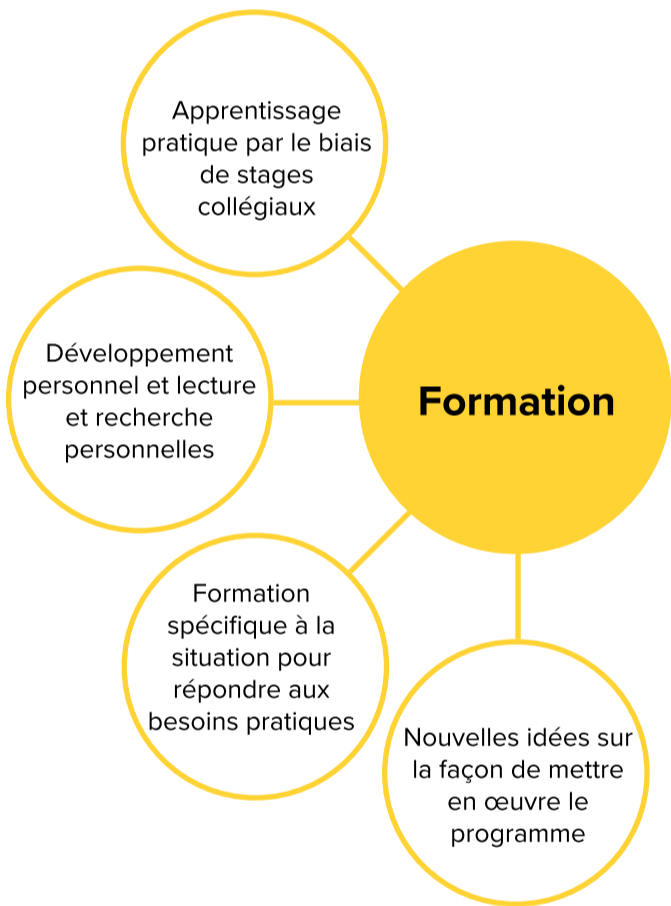 Apprentissage
pratique par le biais
de stages
collégiaux
Développement
personnel et lecture
et recherche
personnelles
Formation
Formation
spécifique à la
situation pour
répondre aux
besoins pratiques
Nouvelles idées sur
la façon de mettre
en œuvre le
programme